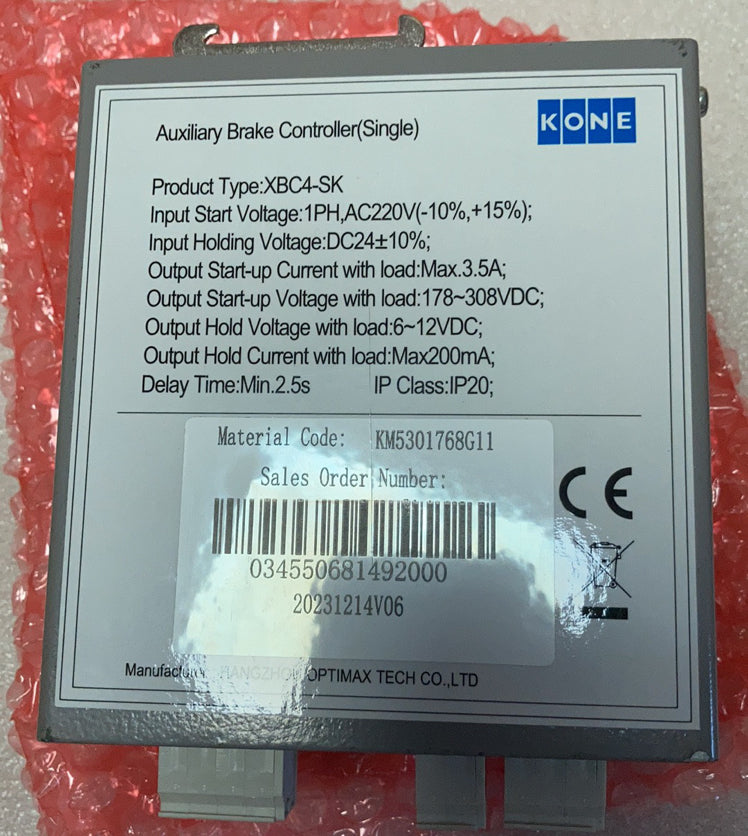 Auxiliary Brake Controller(Single)
KONE
Product Type:XBC4-SK
Input Start Voltage:1PH,AC220V(-10%,+15%);
Input Holding Voltage:DC24±10%;
Output Start-up Current with load:Max.3.5A;
Output Start-up Voltage with load:178~308VDC;
Output Hold Voltage with load:6~12VDC;
Output Hold Current with load:Max200mA;
Delay Time:Min.2.5s IP Class:IP20;
Material Code: KM5301768G11
Sales Order Number:
CE
034550681492000
20231214V06
HANGZHOU OPTIMAX TECH CO.,LTD